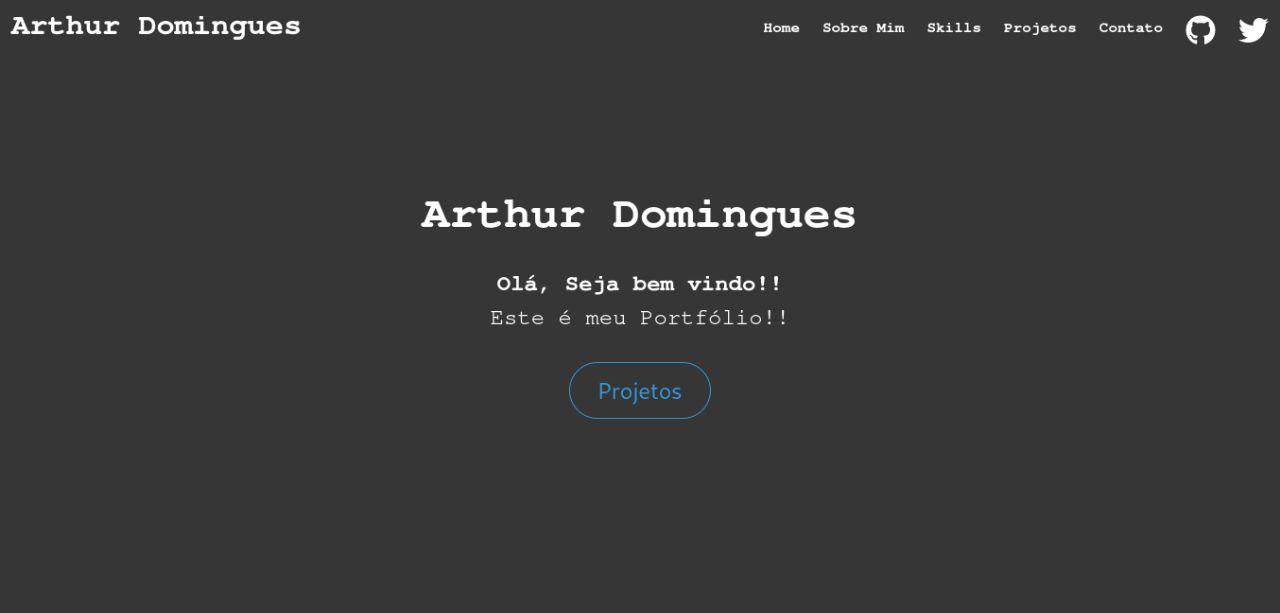 Arthur Domingues
Home Sobre Mim Skills Projetos Contato
Arthur Domingues
Olá, Seja bem vindo!!
Este é meu Portfólio!!
Projetos